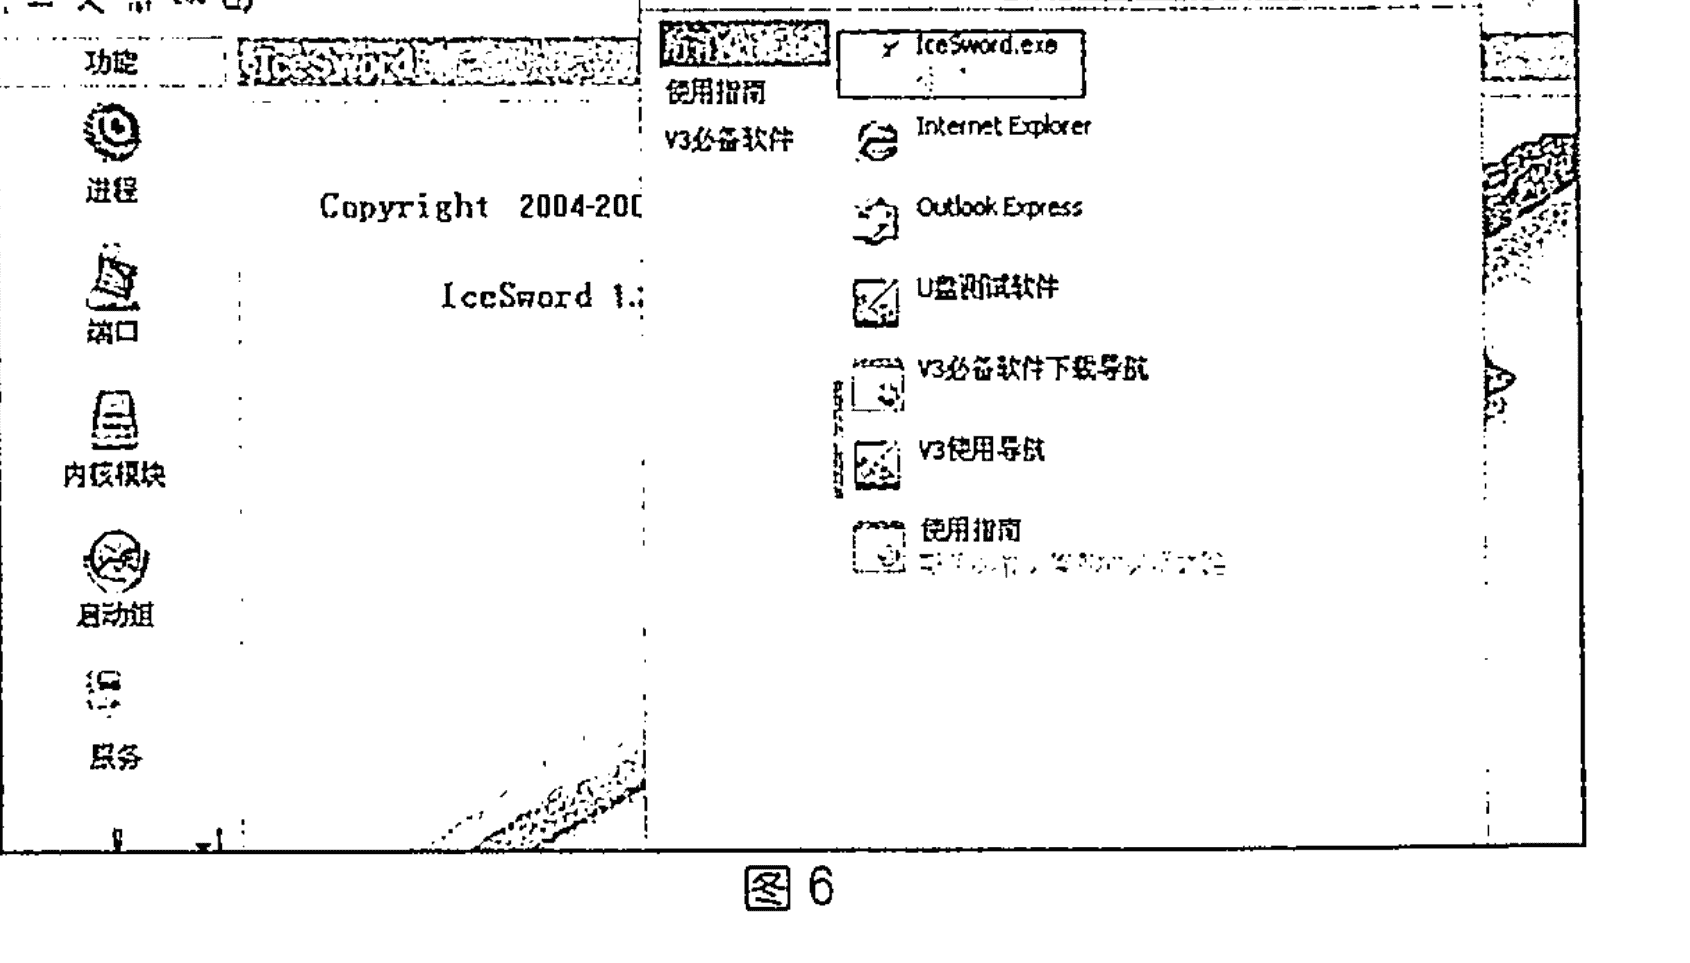 功能
进程
端口
内核模块
启动组
服务
IceSword
Copyright 2004-200
IceSword 1.
使用指南
V3必备软件
IceSword.exe
Internet Explorer
Outlook Express
U盘测试软件
V3必备软件下载导航
V3使用导航
使用指南
图 6